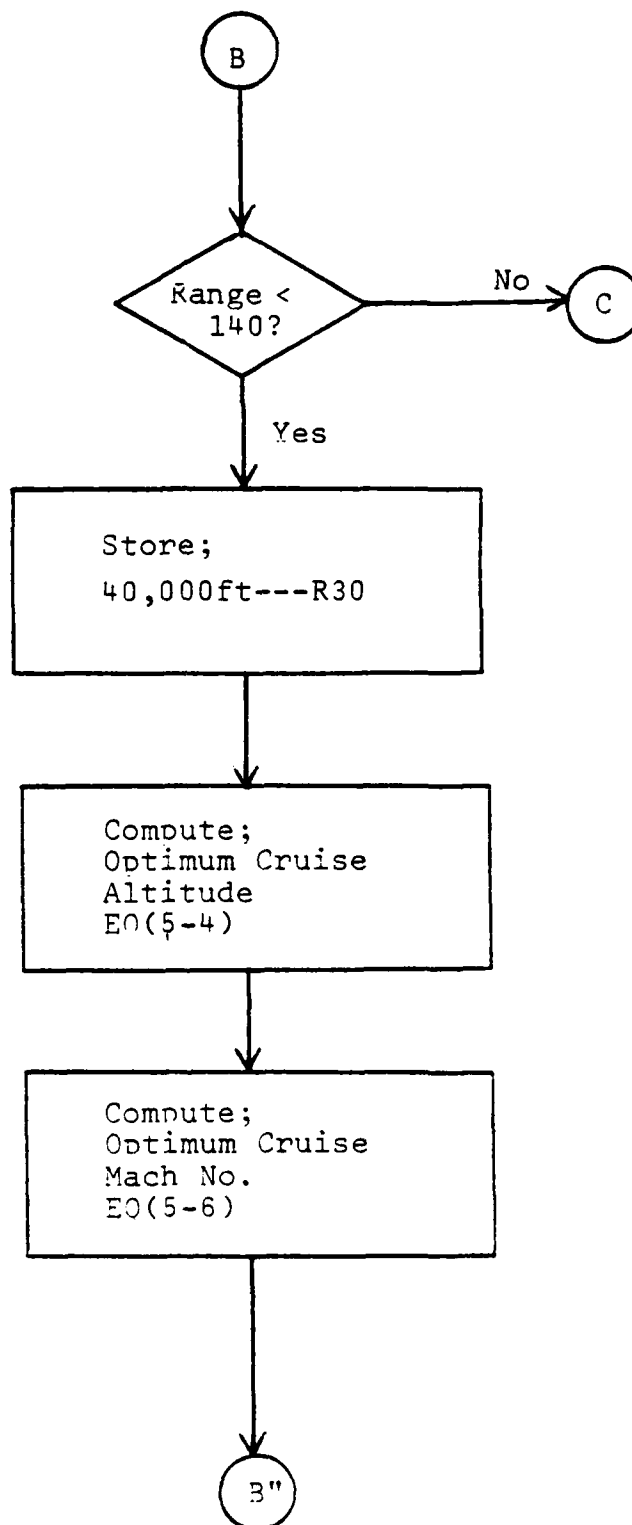 B
Range <
140?
No
C
Yes
Store;
40,000ft---R30
Compute;
Optimum Cruise
Altitude
EQ(5-4)
Compute;
Optimum Cruise
Mach No.
EQ(5-6)
B"